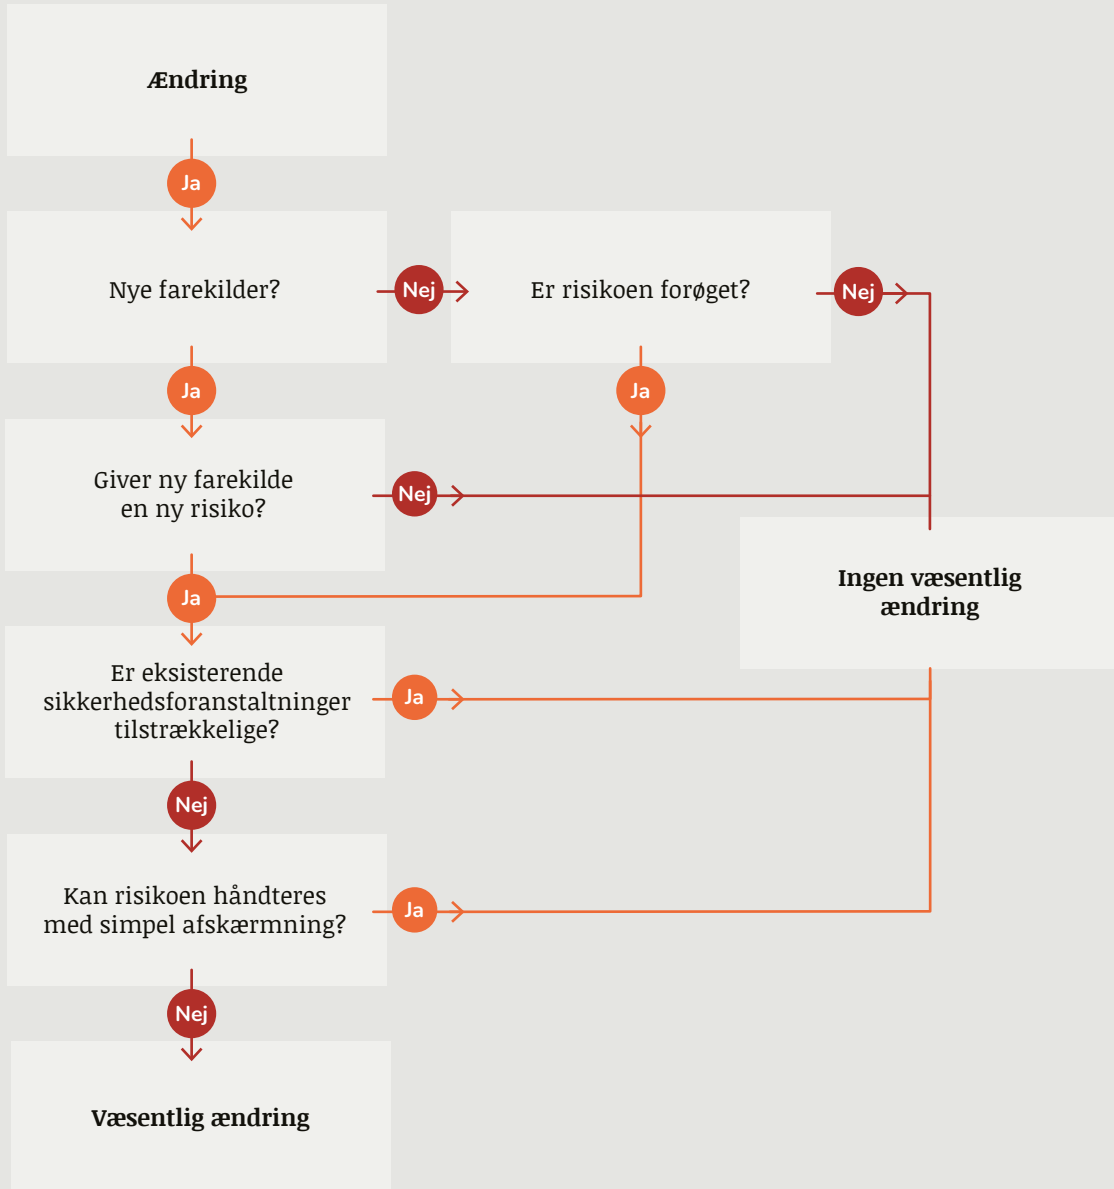 Ændring
Ja
Nye farekilder?
Nej
Er risikoen forøget?
Nej
Ja
Ja
Giver ny farekilde
en ny risiko?
Nej
Ingen væsentlig
ændring
Ja
Er eksisterende
sikkerhedsforanstaltninger
tilstrækkelige?
Ja
Nej
Kan risikoen håndteres
med simpel afskærmning?
Ja
Nej
Væsentlig ændring